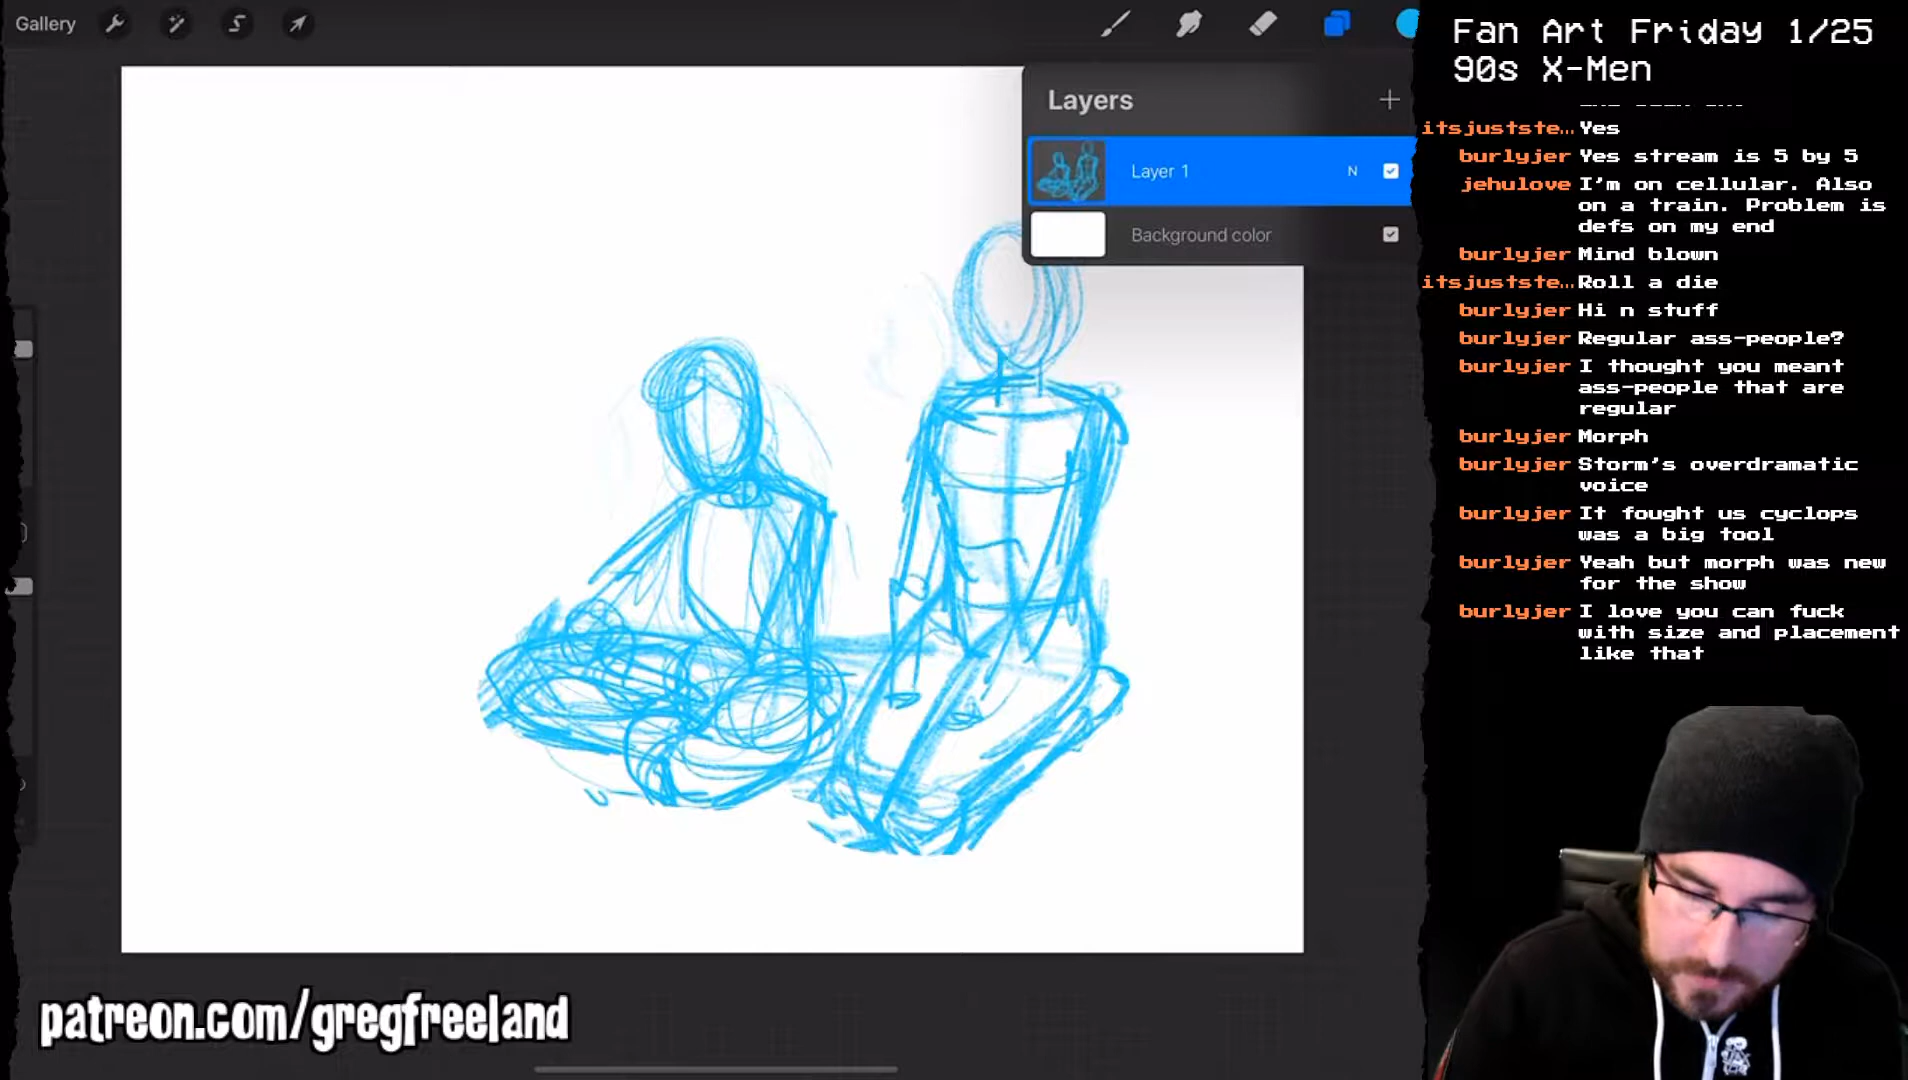 Gallery
Layers
Layer 1
N
Background color
Fan Art Friday 1/25
90s X-Men
itsjustste… Yes
burlyjer Yes stream is 5 by 5
jehulove I'm on cellular. Also
on a train. Problem is
defs on my end
burlyjer Mind blown
itsjustste… Roll a die
burlyjer Hi n stuff
burlyjer Regular ass-people?
burlyjer I thought you meant
ass-people that are
regular
burlyjer Morph
burlyjer Storm's overdramatic
voice
burlyjer It fought us cyclops
was a big tool
burlyjer Yeah but morph was new
for the show
burlyjer I love you can fuck
with size and placement
like that
patreon.com/gregfreeland